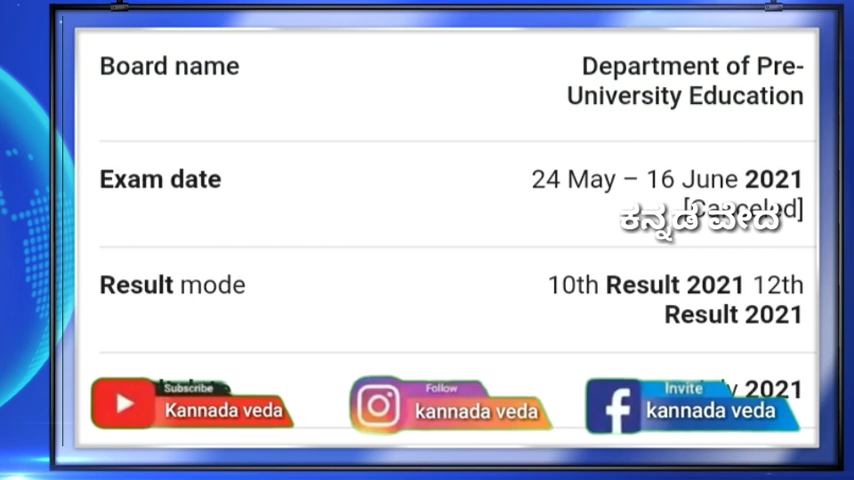 Board name
Department of Pre-
University Education
Exam date
24 May – 16 June 2021
[Canceled]
ಕನ್ನಡ ವೇದ
Result mode
10th Result 2021 12th
Result 2021
2021
Subscribe
Kannada veda
Follow
kannada veda
Invite
kannada veda